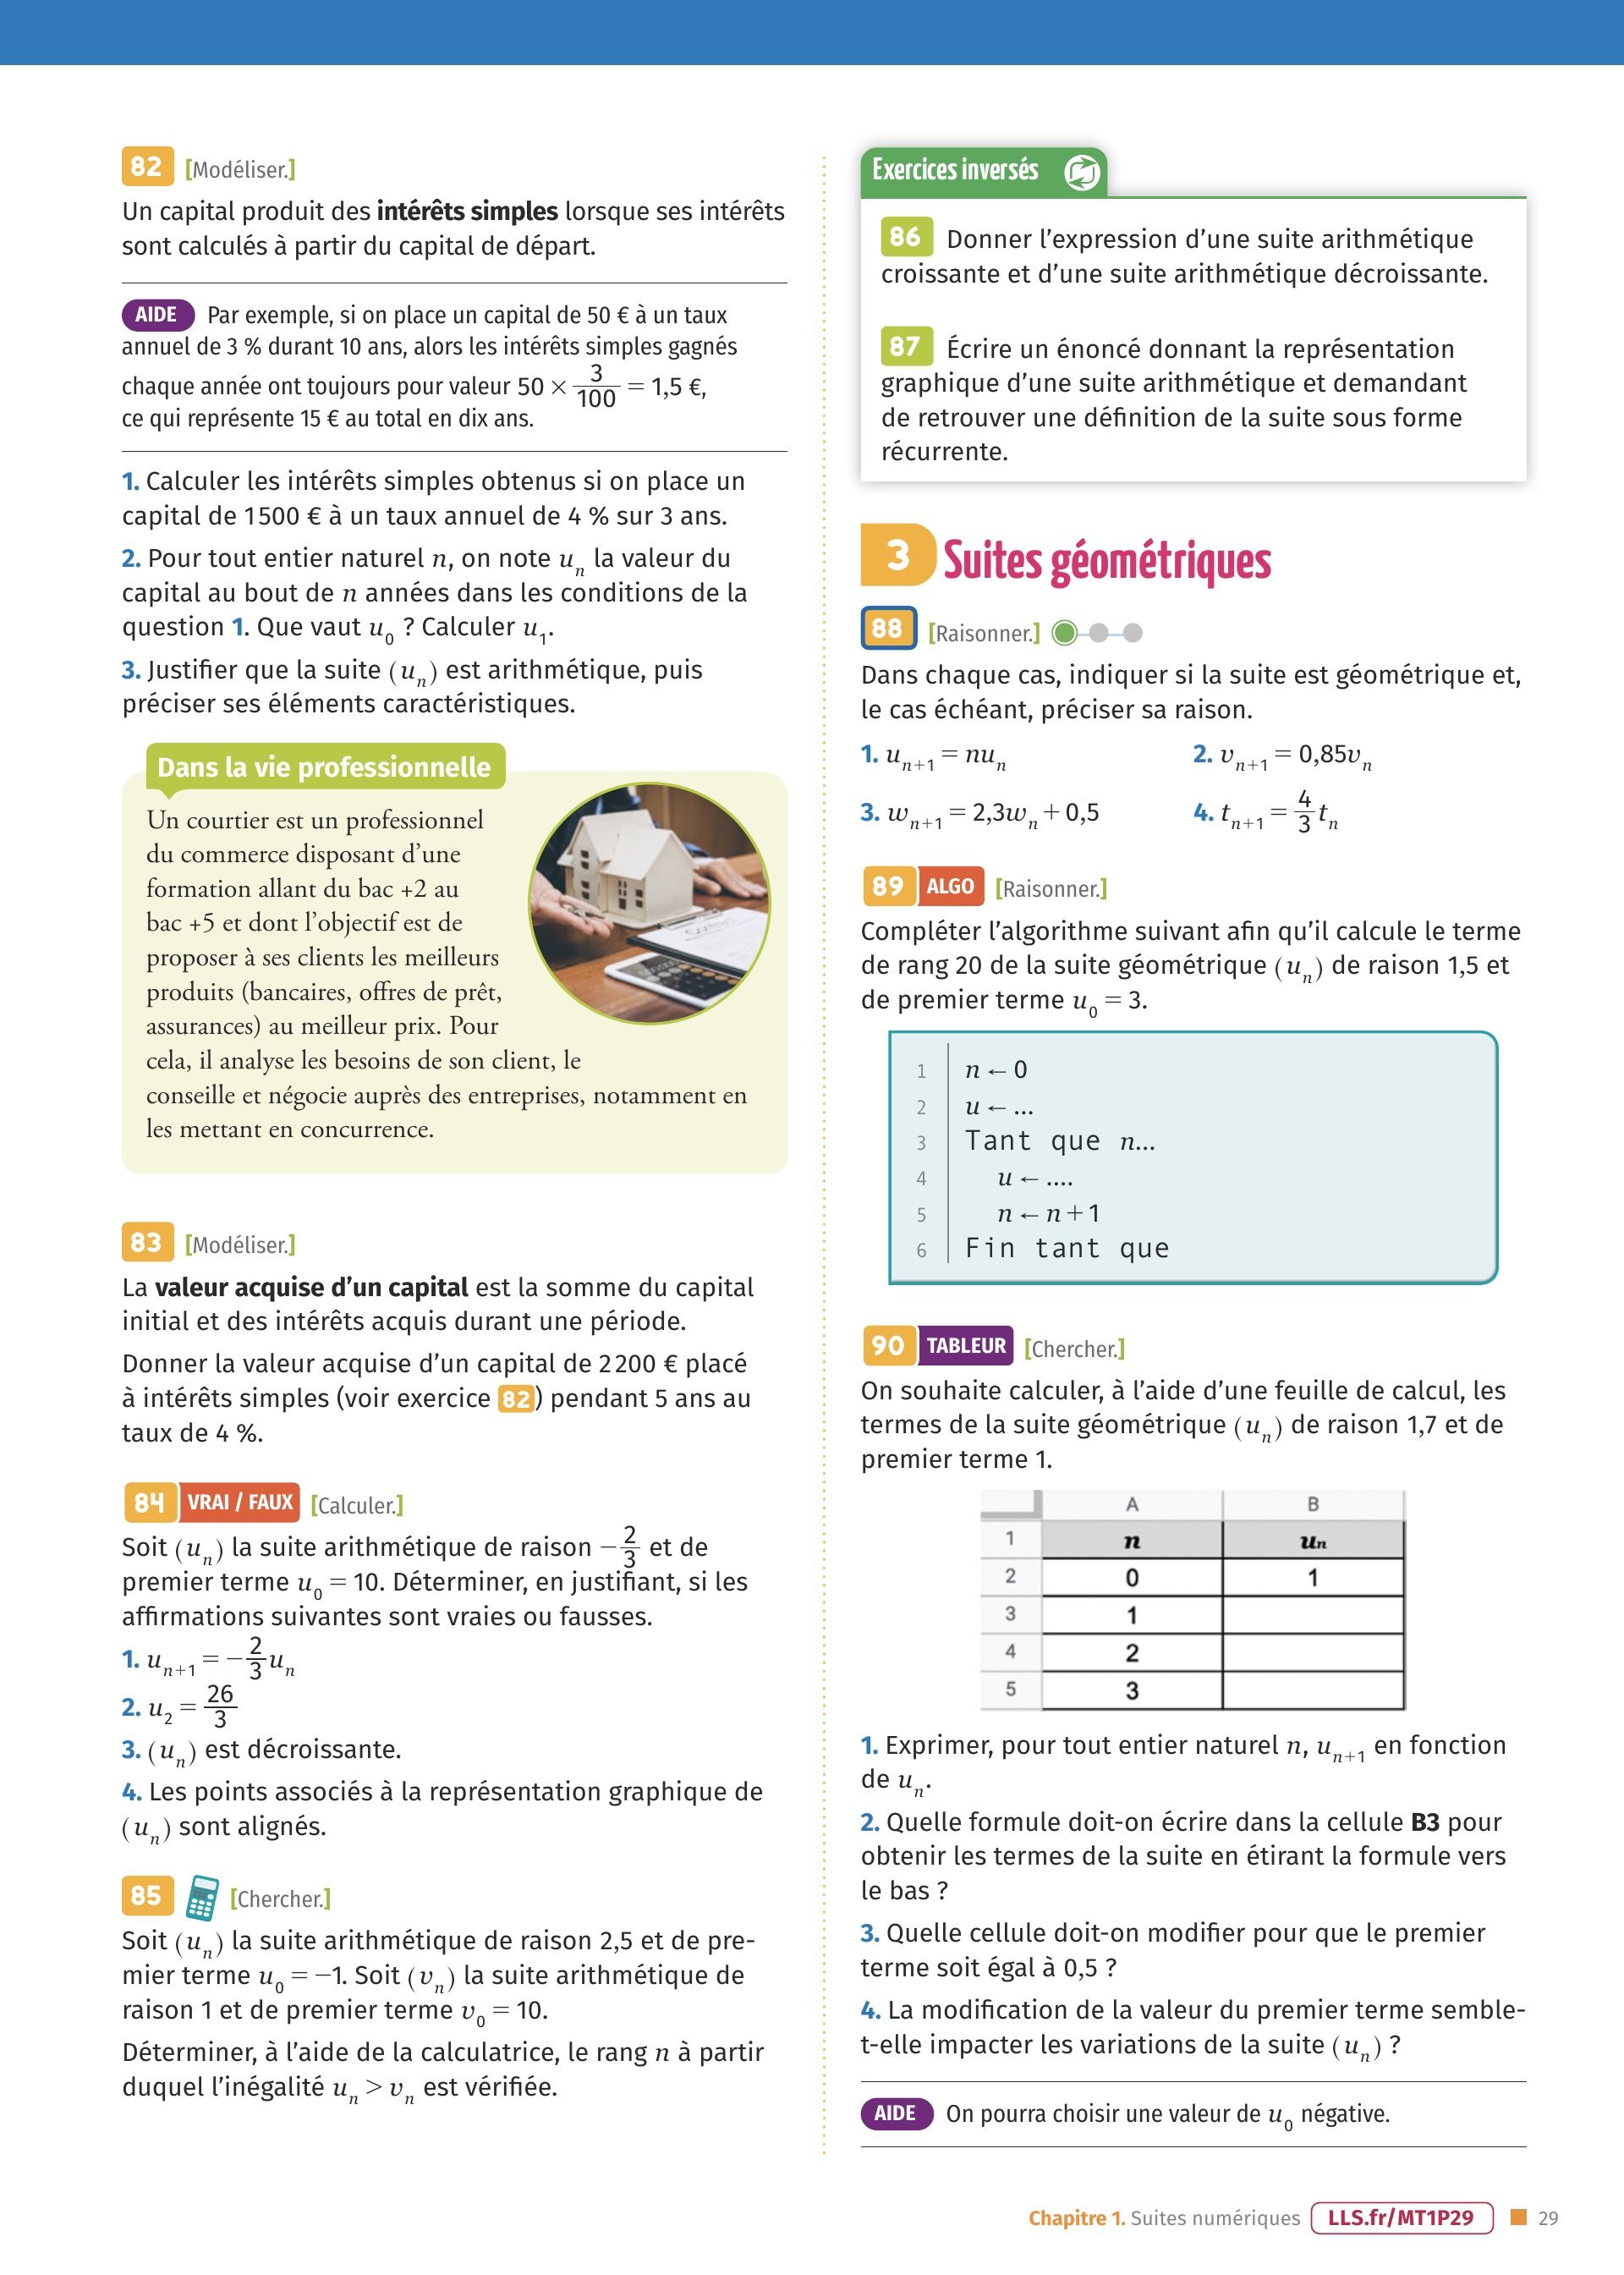 82 [Modéliser.]
Un capital produit des intérêts simples lorsque ses intérêts
sont calculés à partir du capital de départ.
AIDE Par exemple, si on place un capital de 50 € à un taux
annuel de 3 % durant 10 ans, alors les intérêts simples gagnés
chaque année ont toujours pour valeur 50 × 3/100 = 1,5 €,
ce qui représente 15 € au total en dix ans.
1. Calculer les intérêts simples obtenus si on place un
capital de 1 500 € à un taux annuel de 4 % sur 3 ans.
2. Pour tout entier naturel n, on note u_n la valeur du
capital au bout de n années dans les conditions de la
question 1. Que vaut u_0 ? Calculer u_1.
3. Justifier que la suite (u_n) est arithmétique, puis
préciser ses éléments caractéristiques.
Dans la vie professionnelle
Un courtier est un professionnel
du commerce disposant d’une
formation allant du bac +2 au
bac +5 et dont l’objectif est de
proposer à ses clients les meilleurs
produits (bancaires, offres de prêt,
assurances) au meilleur prix. Pour
cela, il analyse les besoins de son client, le
conseille et négocie auprès des entreprises, notamment en
les mettant en concurrence.
83 [Modéliser.]
La valeur acquise d’un capital est la somme du capital
initial et des intérêts acquis durant une période.
Donner la valeur acquise d’un capital de 2 200 € placé
à intérêts simples (voir exercice 82) pendant 5 ans au
taux de 4 %.
84 VRAI / FAUX [Calculer.]
Soit (u_n) la suite arithmétique de raison −2/3 et de
premier terme u_0 = 10. Déterminer, en justifiant, si les
affirmations suivantes sont vraies ou fausses.
1. u_{n+1} = −2/3 u_n
2. u_2 = 26/3
3. (u_n) est décroissante.
4. Les points associés à la représentation graphique de
(u_n) sont alignés.
85 [Chercher.]
Soit (u_n) la suite arithmétique de raison 2,5 et de pre-
mier terme u_0 = −1. Soit (v_n) la suite arithmétique de
raison 1 et de premier terme v_0 = 10.
Déterminer, à l’aide de la calculatrice, le rang n à partir
duquel l’inégalité u_n > v_n est vérifiée.
Exercices inversés
86 Donner l’expression d’une suite arithmétique
croissante et d’une suite arithmétique décroissante.
87 Écrire un énoncé donnant la représentation
graphique d’une suite arithmétique et demandant
de retrouver une définition de la suite sous forme
récurrente.
3 Suites géométriques
88 [Raisonner.]
Dans chaque cas, indiquer si la suite est géométrique et,
le cas échéant, préciser sa raison.
1. u_{n+1} = nu_n 2. v_{n+1} = 0,85v_n
3. w_{n+1} = 2,3w_n + 0,5 4. t_{n+1} = 4/3 t_n
89 ALGO [Raisonner.]
Compléter l’algorithme suivant afin qu’il calcule le terme
de rang 20 de la suite géométrique (u_n) de raison 1,5 et
de premier terme u_0 = 3.
1 n ← 0
2 u ← ...
3 Tant que n...
4 u ← ....
5 n ← n + 1
6 Fin tant que
90 TABLEUR [Chercher.]
On souhaite calculer, à l’aide d’une feuille de calcul, les
termes de la suite géométrique (u_n) de raison 1,7 et de
premier terme 1.
A B
1 n u_n
2 0 1
3 1
4 2
5 3
1. Exprimer, pour tout entier naturel n, u_{n+1} en fonction
de u_n.
2. Quelle formule doit-on écrire dans la cellule B3 pour
obtenir les termes de la suite en étirant la formule vers
le bas ?
3. Quelle cellule doit-on modifier pour que le premier
terme soit égal à 0,5 ?
4. La modification de la valeur du premier terme semble-
t-elle impacter les variations de la suite (u_n) ?
AIDE On pourra choisir une valeur de u_0 négative.
Chapitre 1. Suites numériques LLS.fr/MT1P29 29